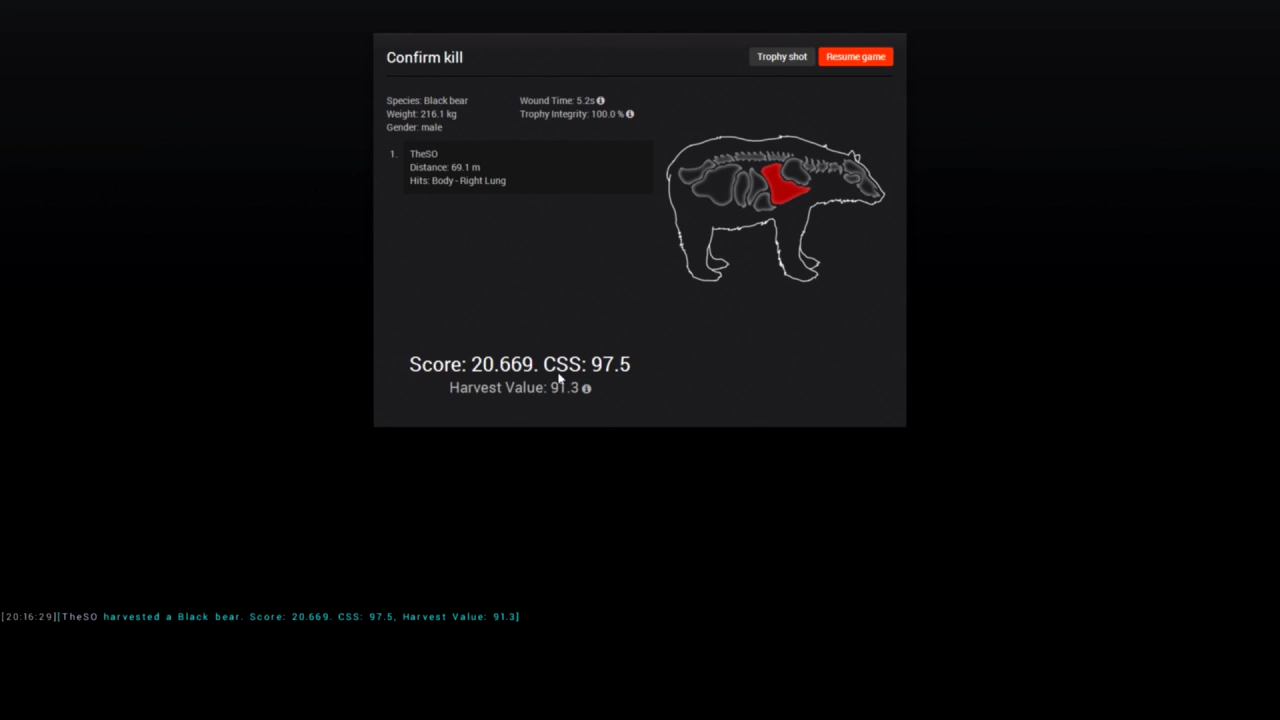 Confirm kill
Trophy shot
Resume game
Species: Black bear
Weight: 216.1 kg
Gender: male
Wound Time: 5.2s
Trophy Integrity: 100.0 %
1.
TheSO
Distance: 69.1 m
Hits: Body - Right Lung
Score: 20.669. CSS: 97.5
Harvest Value: 91.3
[20:16:29][TheSO harvested a Black bear. Score: 20.669. CSS: 97.5, Harvest Value: 91.3]